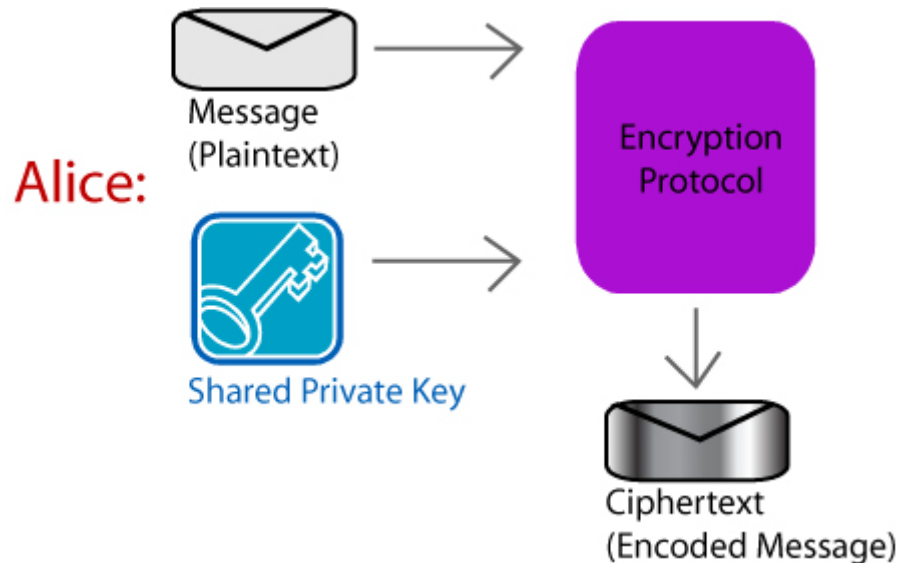 Message
(Plaintext)
Alice:
Encryption
Protocol
Shared Private Key
Ciphertext
(Encoded Message)